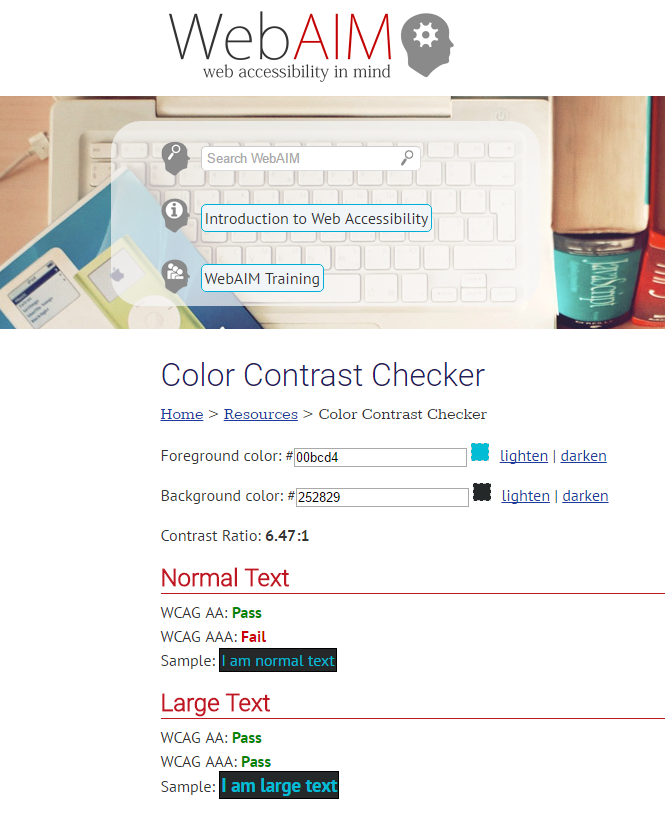 WebAIM
web accessibility in mind
Search WebAIM
Introduction to Web Accessibility
WebAIM Training
JavaScript
Color Contrast Checker
Home > Resources > Color Contrast Checker
Foreground color: #00bcd4 lighten | darken
Background color: #252829 lighten | darken
Contrast Ratio: 6.47:1
Normal Text
WCAG AA: Pass
WCAG AAA: Fail
Sample: I am normal text
Large Text
WCAG AA: Pass
WCAG AAA: Pass
Sample: I am large text